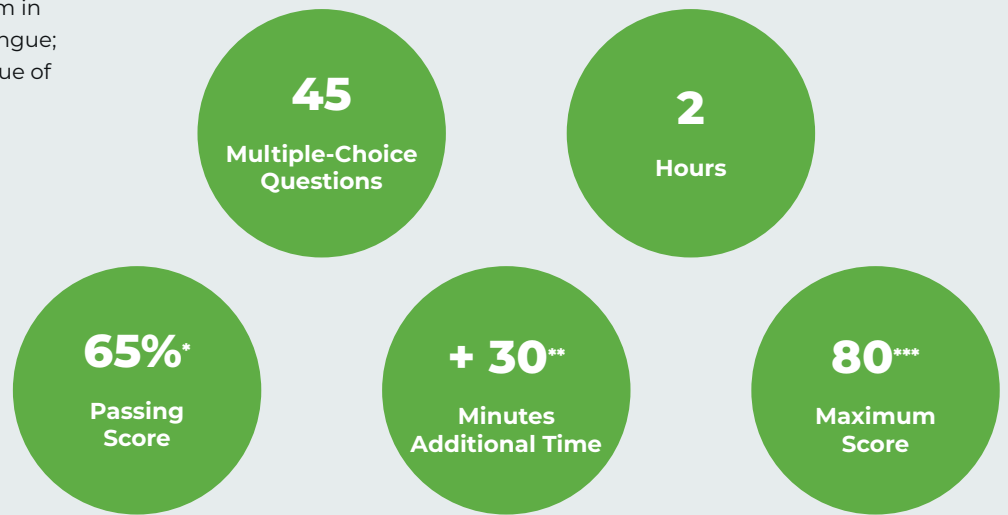 ngue;
ue of
45
Multiple-Choice
Questions
2
Hours
65%*
Passing
Score
+ 30**
Minutes
Additional Time
80***
Maximum
Score